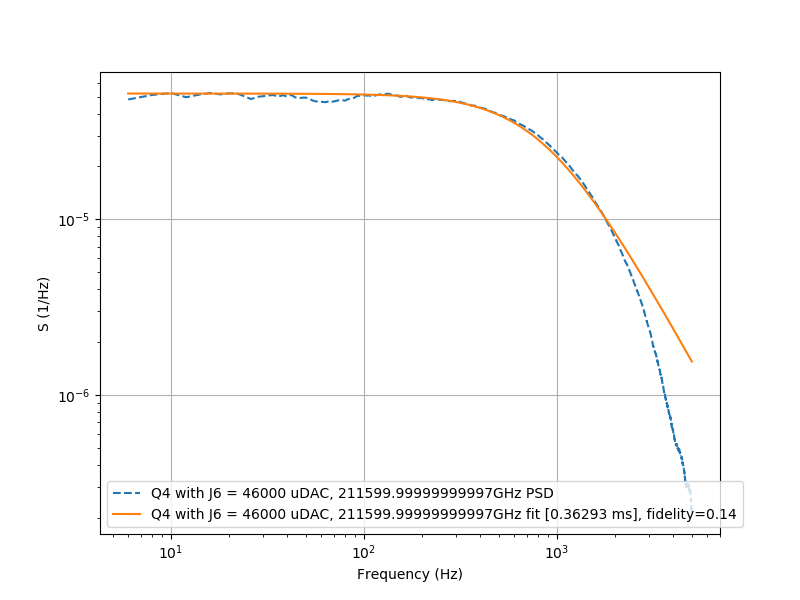 S (1/Hz)
10⁻⁵
10⁻⁶
Q4 with J6 = 46000 uDAC, 211599.99999999997GHz PSD
Q4 with J6 = 46000 uDAC, 211599.99999999997GHz fit [0.36293 ms], fidelity=0.14
10¹ 10² 10³
Frequency (Hz)